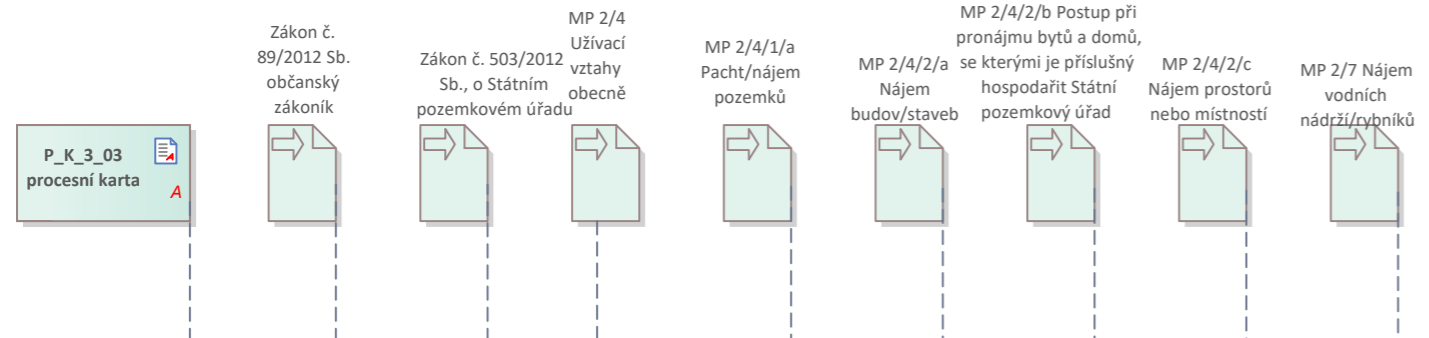 P_K_3_03
procesní karta
A
Zákon č.
89/2012 Sb.
občanský
zákoník
Zákon č. 503/2012
Sb., o Státním
pozemkovém úřadu
MP 2/4
Užívací
vztahy
obecně
MP 2/4/1/a
Pacht/nájem
pozemků
MP 2/4/2/a
Nájem
budov/staveb
MP 2/4/2/b Postup při
pronájmu bytů a domů,
se kterými je příslušný
hospodařit Státní
pozemkový úřad
MP 2/4/2/c
Nájem prostorů
nebo místností
MP 2/7 Nájem
vodních
nádrží/rybníků